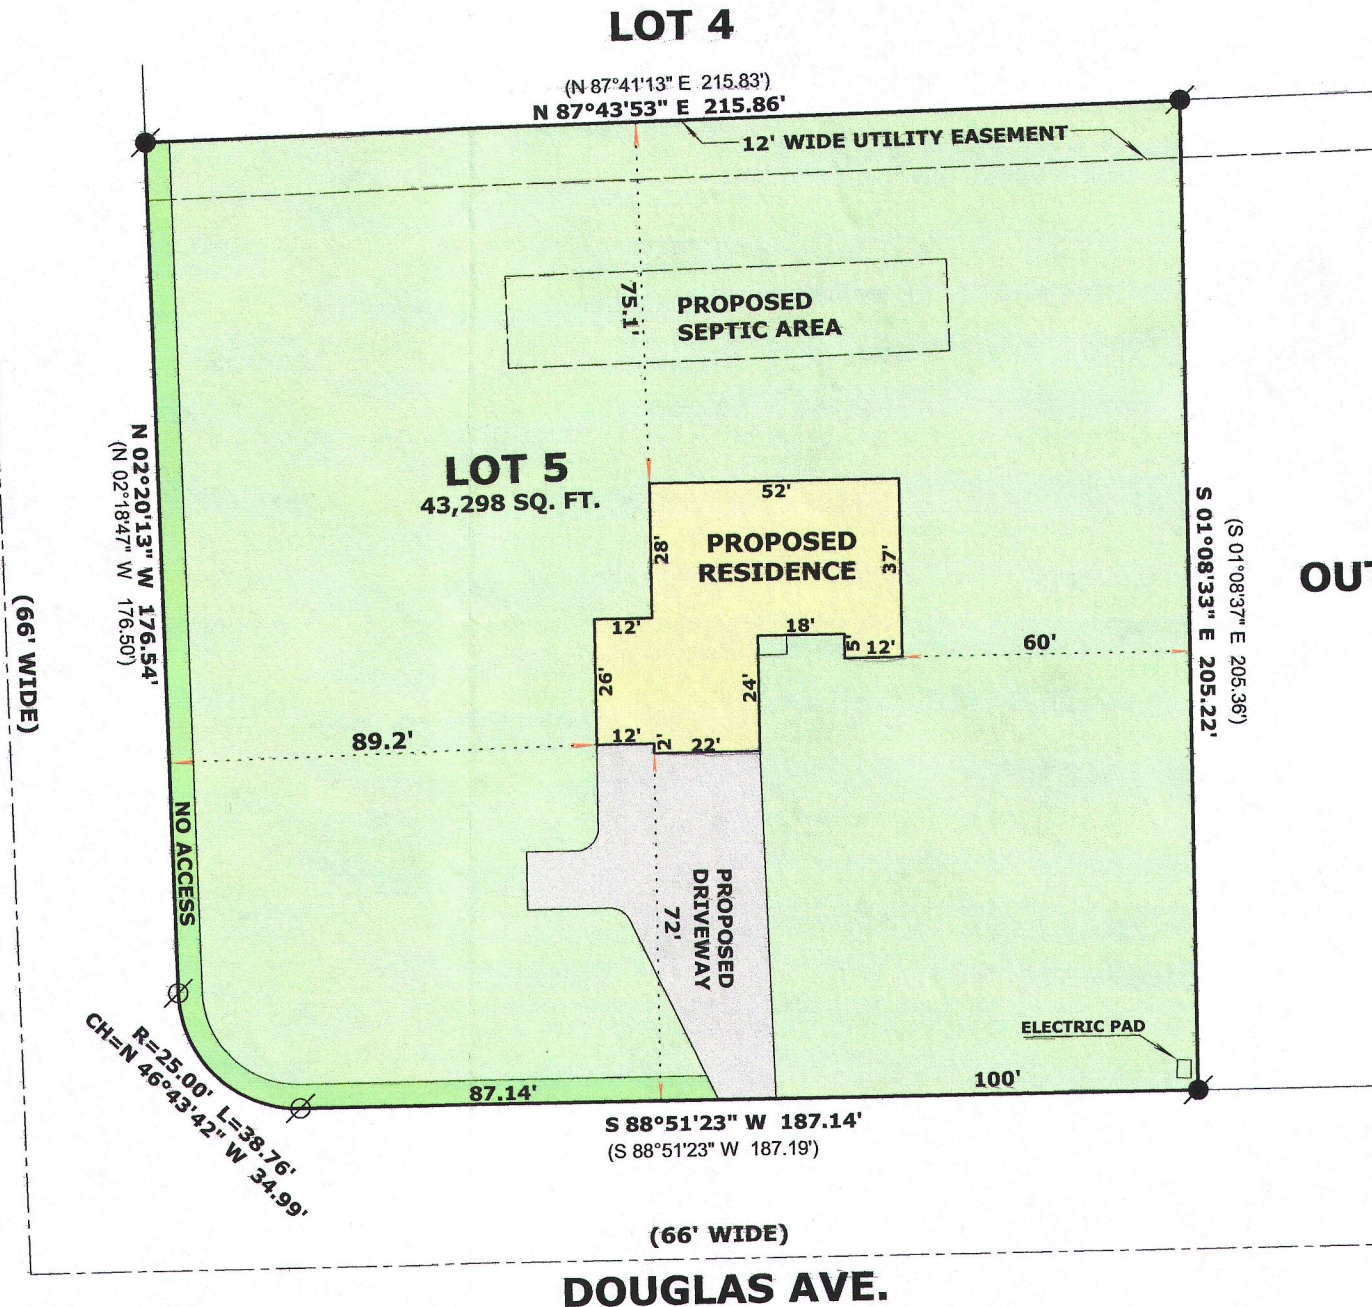 LOT 4
(N 87°41'13" E 215.83')
N 87°43'53" E 215.86'
12' WIDE UTILITY EASEMENT
75.1'
PROPOSED
SEPTIC AREA
LOT 5
43,298 SQ. FT.
52'
28'
PROPOSED
RESIDENCE
37'
12'
18'
5'
12'
60'
26'
24'
89.2'
12'
2'
22'
N 02°20'13" W 176.54'
(N 02°18'47" W 176.50')
(66' WIDE)
S 01°08'33" E 205.22'
(S 01°08'37" E 205.36')
OUT
NO ACCESS
PROPOSED
DRIVEWAY
72'
ELECTRIC PAD
R=25.00' L=38.76'
CH=N 46°43'42" W 34.99'
87.14'
100'
S 88°51'23" W 187.14'
(S 88°51'23" W 187.19')
(66' WIDE)
DOUGLAS AVE.